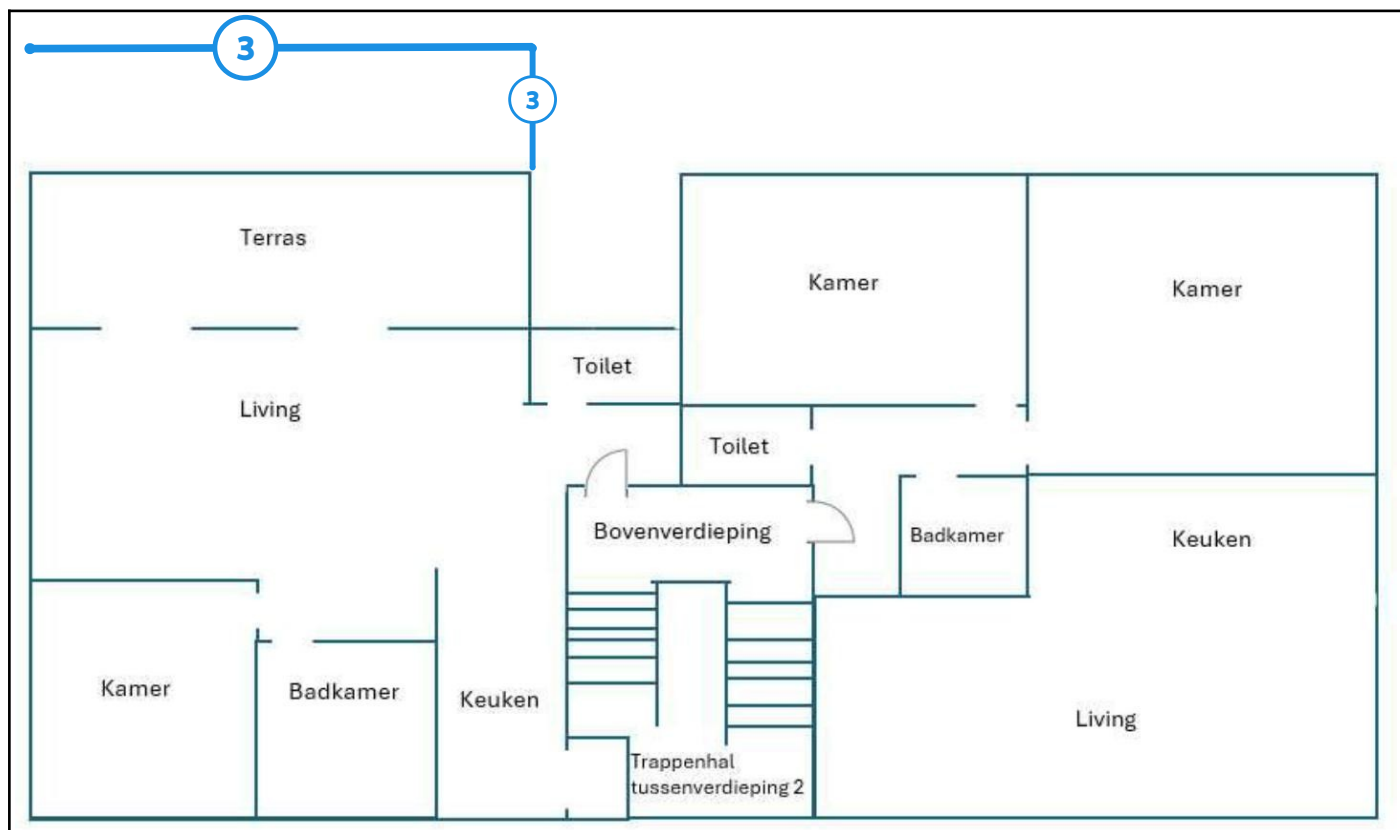 3
3
Terras
Kamer
Kamer
Toilet
Living
Toilet
Bovenverdieping
Badkamer
Keuken
Kamer
Badkamer
Keuken
Living
Trappenhal
tussenverdieping 2